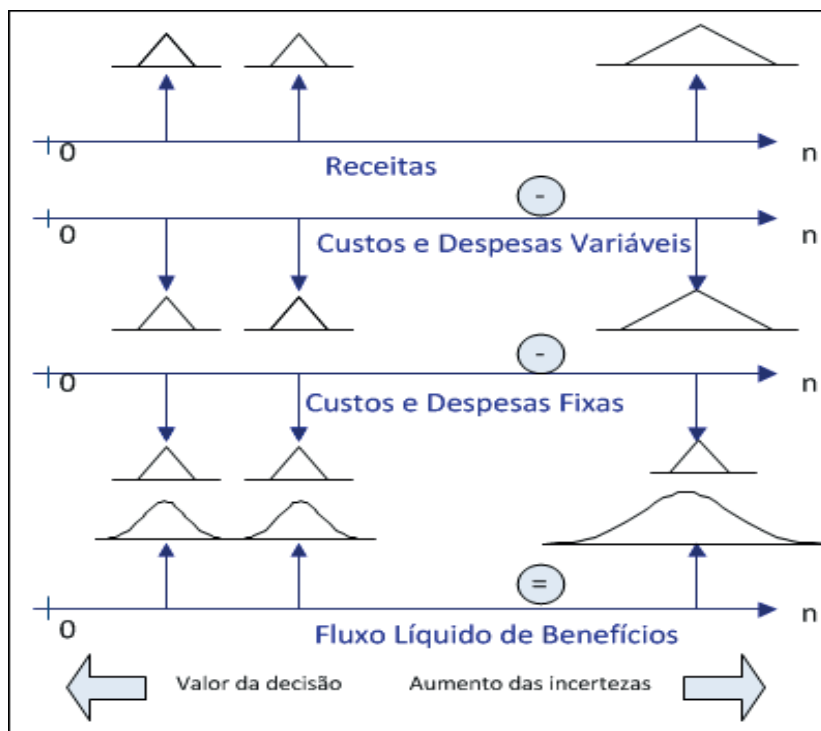 0
n
Receitas
-
0
n
Custos e Despesas Variáveis
-
0
n
Custos e Despesas Fixas
=
0
n
Fluxo Líquido de Benefícios
Valor da decisão Aumento das incertezas